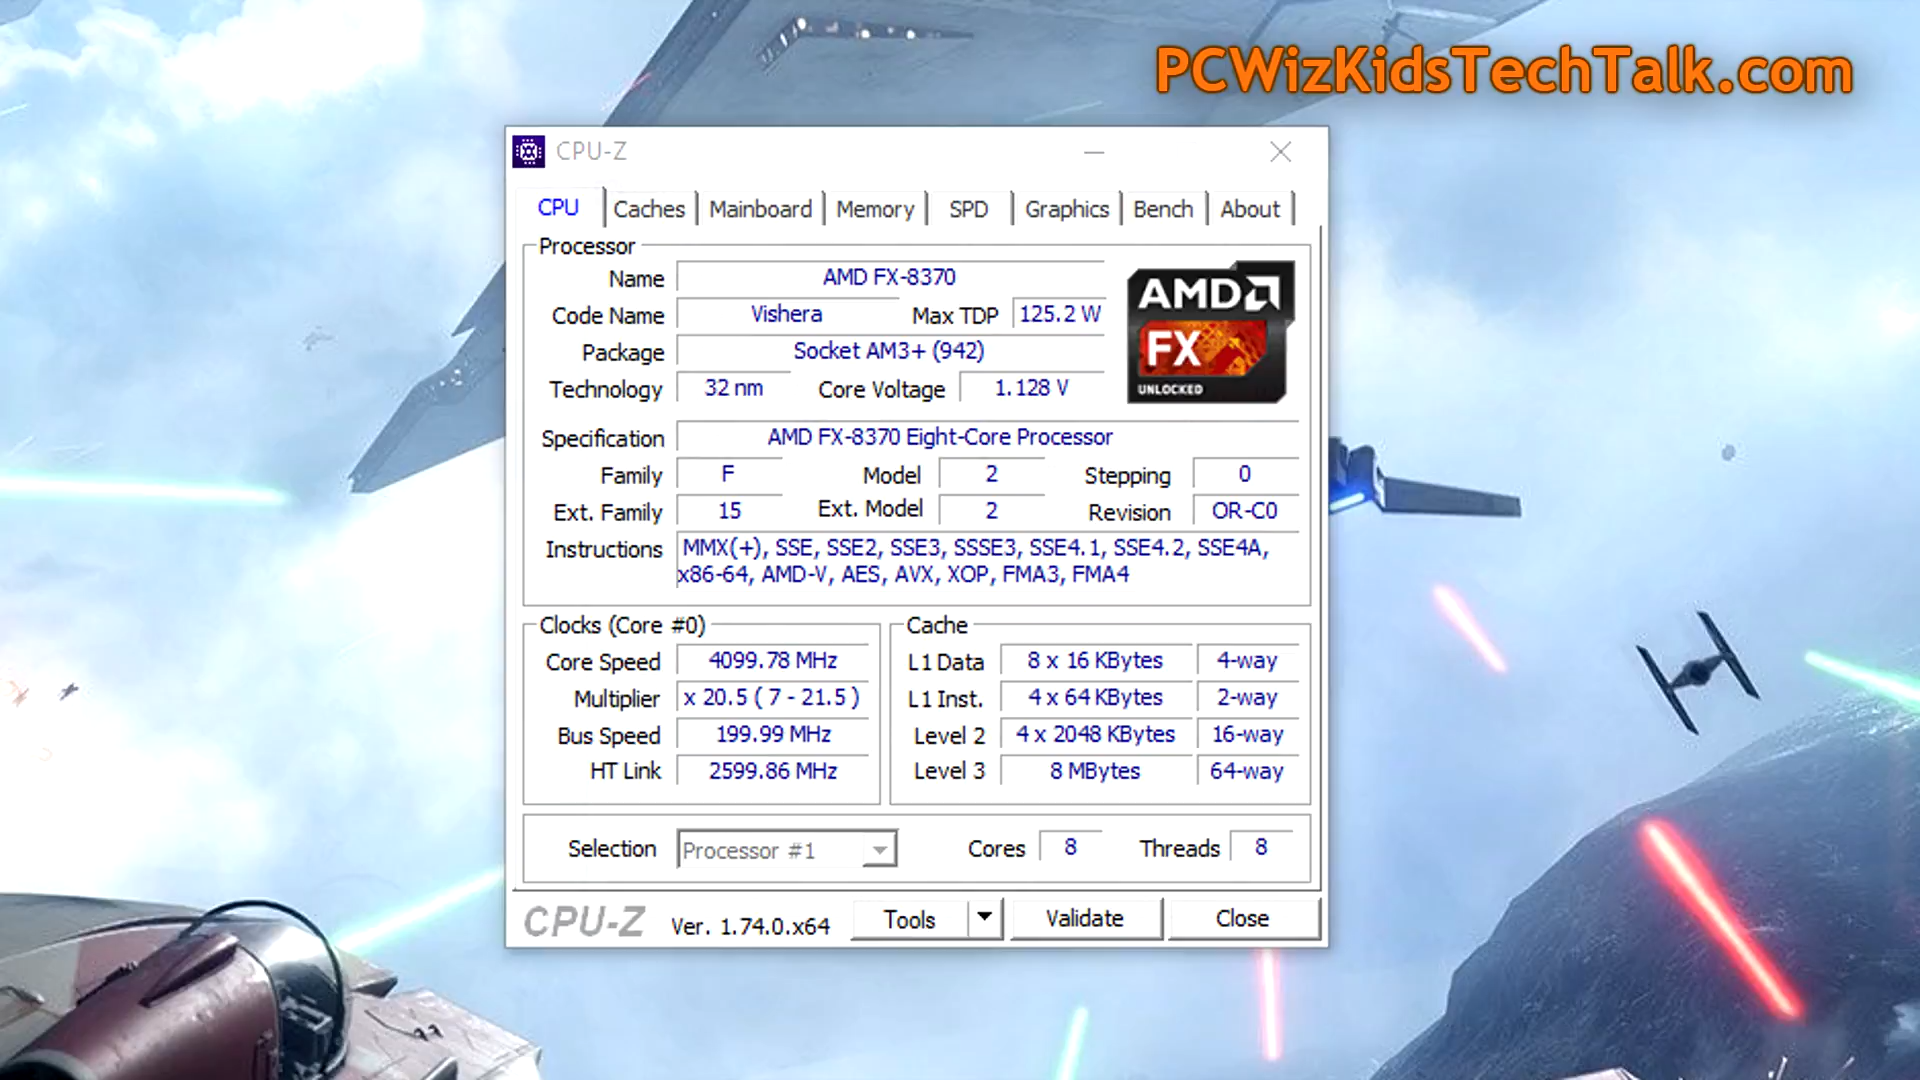 PCWizKidsTechTalk.com
CPU-Z
CPU Caches Mainboard Memory SPD Graphics Bench About
Processor
Name AMD FX-8370
Code Name Vishera Max TDP 125.2 W
Package Socket AM3+ (942)
Technology 32 nm Core Voltage 1.128 V
AMD
FX
UNLOCKED
Specification AMD FX-8370 Eight-Core Processor
Family F Model 2 Stepping 0
Ext. Family 15 Ext. Model 2 Revision OR-C0
Instructions MMX(+), SSE, SSE2, SSE3, SSSE3, SSE4.1, SSE4.2, SSE4A,
x86-64, AMD-V, AES, AVX, XOP, FMA3, FMA4
Clocks (Core #0)
Core Speed 4099.78 MHz
Multiplier x 20.5 ( 7 - 21.5 )
Bus Speed 199.99 MHz
HT Link 2599.86 MHz
Cache
L1 Data 8 x 16 KBytes 4-way
L1 Inst. 4 x 64 KBytes 2-way
Level 2 4 x 2048 KBytes 16-way
Level 3 8 MBytes 64-way
Selection Processor #1 Cores 8 Threads 8
CPU-Z Ver. 1.74.0.x64 Tools Validate Close